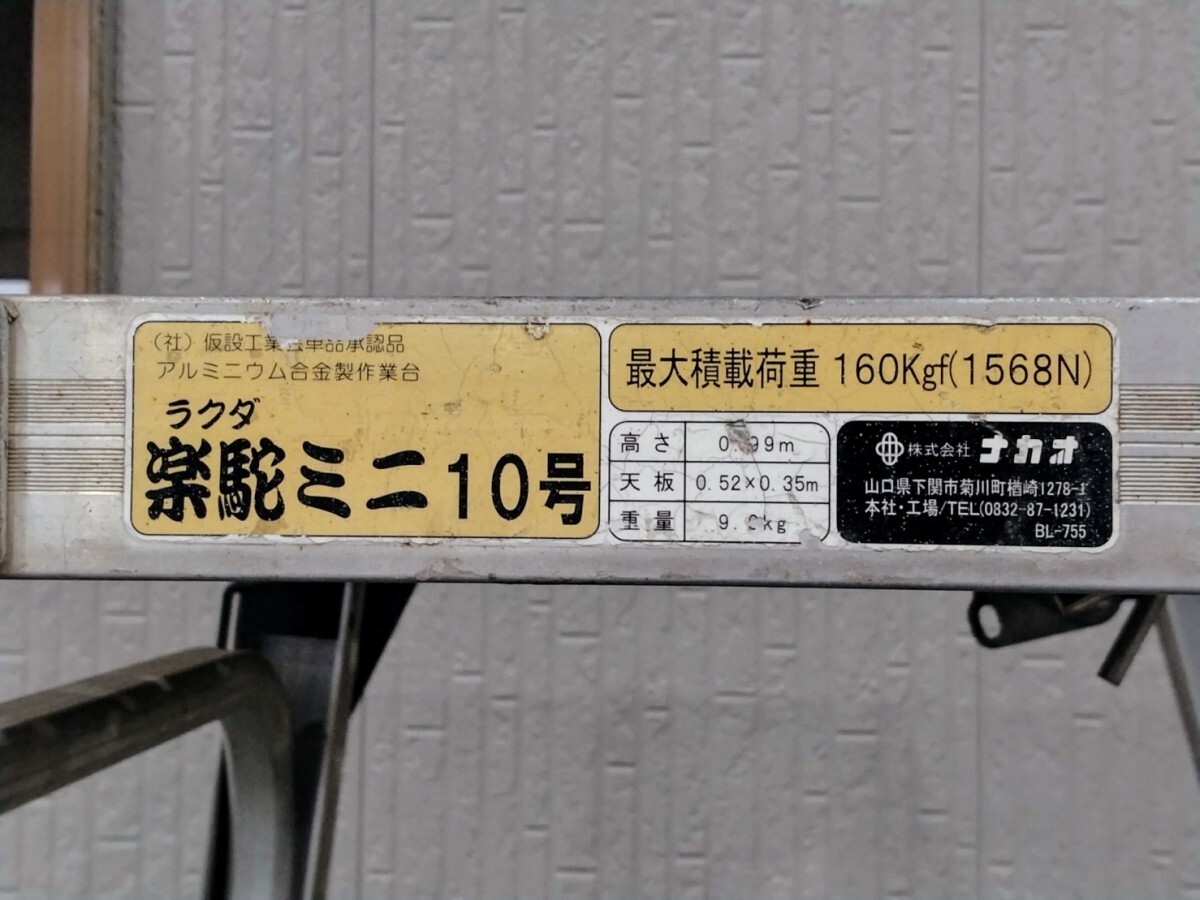 (社) 仮設工業会単品承認品
アルミニウム合金製作業台
ラクダ
楽駝ミニ10号
最大積載荷重 160Kgf(1568N)
高さ 0.99m
天板 0.52×0.35m
重量
株式会社 ナカオ
山口県下関市菊川町楢崎1278-1
本社・工場/TEL(0832-87-1231)
BL-755